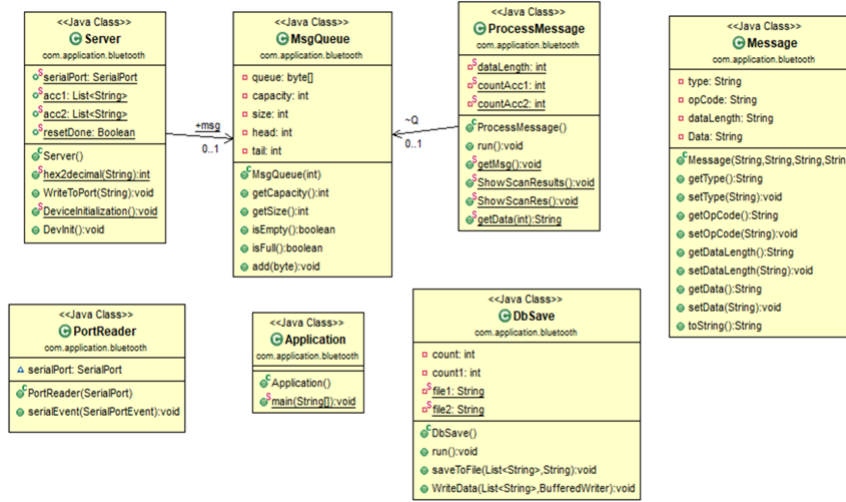 <<Java Class>>
Server
com.application.bluetooth
serialPort: SerialPort
acc1: List<String>
acc2: List<String>
resetDone: Boolean
Server()
hex2decimal(String):int
WriteToPort(String):void
DeviceInitialization():void
DevInit():void
+msg
0..1
<<Java Class>>
MsgQueue
com.application.bluetooth
queue: byte[]
capacity: int
size: int
head: int
tail: int
MsgQueue(int)
getCapacity():int
getSize():int
isEmpty():boolean
isFull():boolean
add(byte):void
~Q
0..1
<<Java Class>>
ProcessMessage
com.application.bluetooth
dataLength: int
countAcc1: int
countAcc2: int
ProcessMessage()
run():void
getMsg():void
ShowScanResults():void
ShowScanRes():void
getData(int):String
<<Java Class>>
Message
com.application.bluetooth
type: String
opCode: String
dataLength: String
Data: String
Message(String,String,String,Stri
getType():String
setType(String):void
getOpCode():String
setOpCode(String):void
getDataLength():String
setDataLength(String):void
getData():String
setData(String):void
toString():String
<<Java Class>>
PortReader
com.application.bluetooth
serialPort: SerialPort
PortReader(SerialPort)
serialEvent(SerialPortEvent):void
<<Java Class>>
Application
com.application.bluetooth
Application()
main(String[]):void
<<Java Class>>
DbSave
com.application.bluetooth
count: int
count1: int
file1: String
file2: String
DbSave()
run():void
saveToFile(List<String>,String):void
WriteData(List<String>,BufferedWriter):void